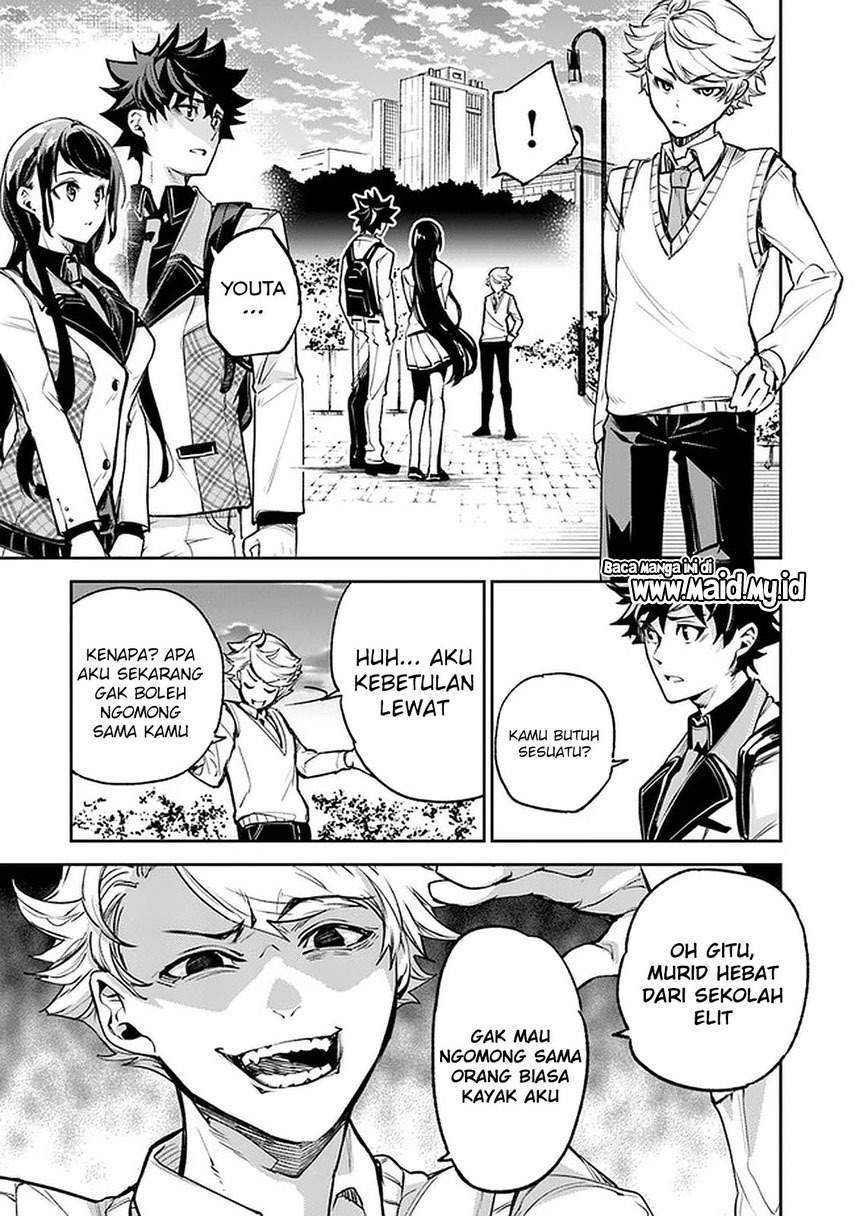 !
YOUTA
...
Baca Manga ini di
www.Maid.My.id
KAMU BUTUH
SESUATU?
HUH... AKU
KEBETULAN
LEWAT
KENAPA? APA
AKU SEKARANG
GAK BOLEH
NGOMONG
SAMA KAMU
OH GITU,
MURID HEBAT
DARI SEKOLAH
ELIT
GAK MAU
NGOMONG SAMA
ORANG BIASA
KAYAK AKU